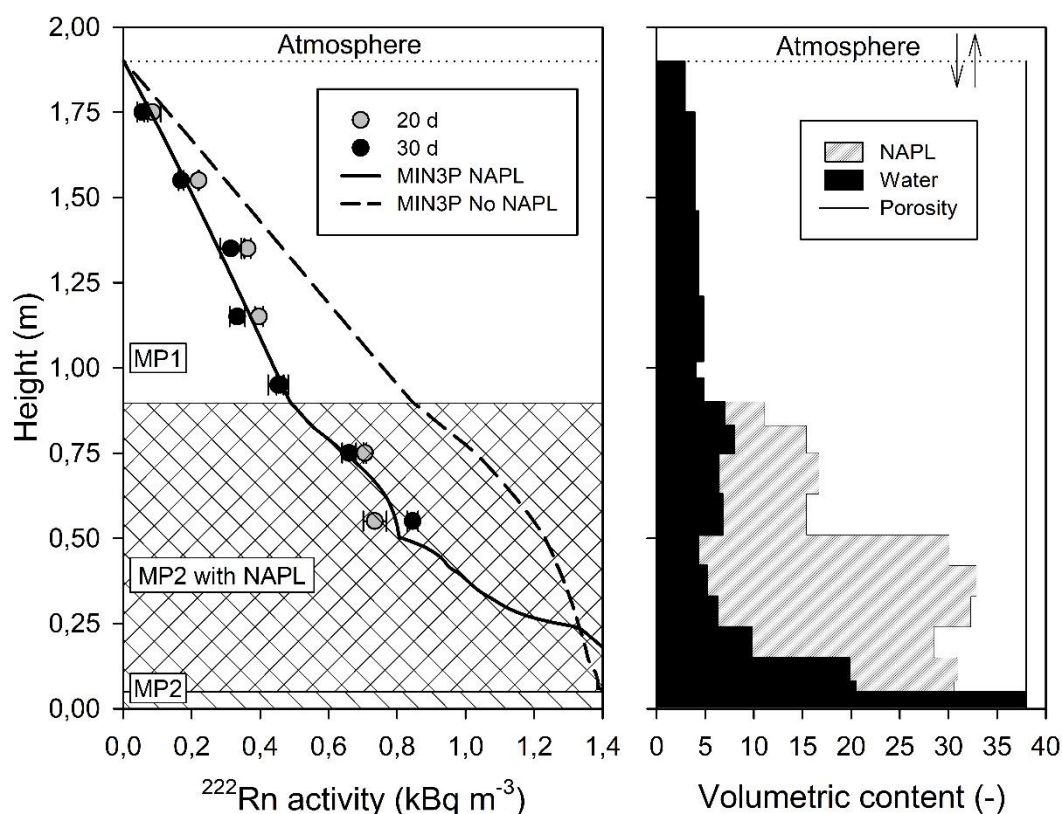 2,00
1,75
1,50
1,25
1,00
0,75
0,50
0,25
0,00
Height (m)
Atmosphere
20 d
30 d
MIN3P NAPL
MIN3P No NAPL
MP1
MP2 with NAPL
MP2
0,0 0,2 0,4 0,6 0,8 1,0 1,2 1,4
²²²Rn activity (kBq m⁻³)
Atmosphere
NAPL
Water
Porosity
0 5 10 15 20 25 30 35 40
Volumetric content (-)